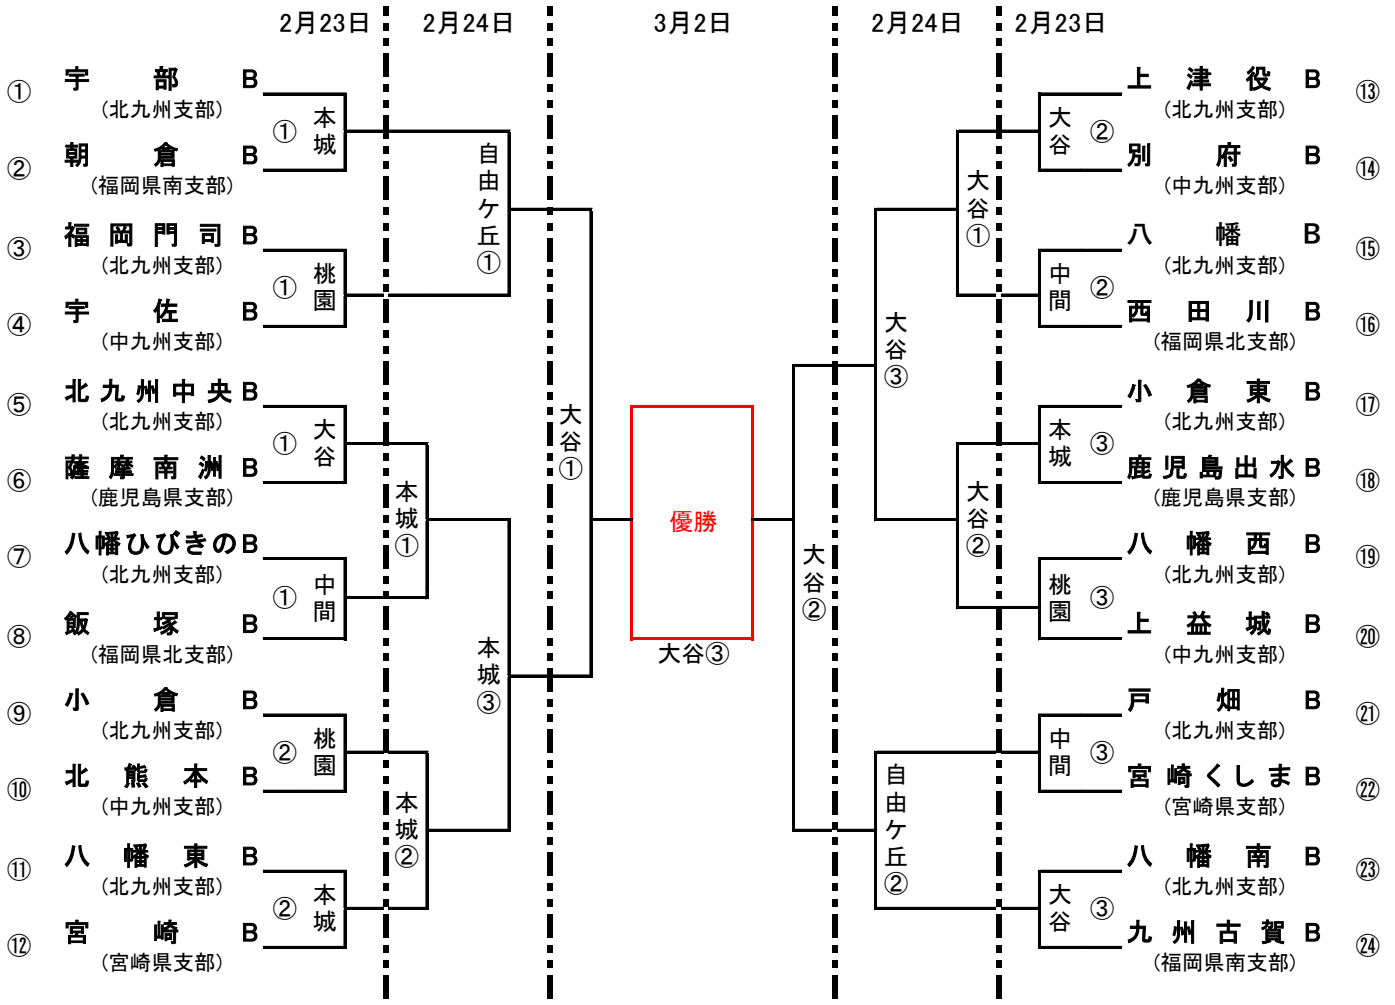 2月23日 2月24日 3月2日 2月24日 2月23日
① 宇部 B
(北九州支部)
① 本城
② 朝倉 B
(福岡県南支部)
③ 福岡門司 B
(北九州支部)
① 桃園
④ 宇佐 B
(中九州支部)
自由ケ丘①
⑤ 北九州中央 B
(北九州支部)
① 大谷
⑥ 薩摩南洲 B
(鹿児島県支部)
⑦ 八幡ひびきの B
(北九州支部)
① 中間
⑧ 飯塚 B
(福岡県北支部)
本城①
⑨ 小倉 B
(北九州支部)
② 桃園
⑩ 北熊本 B
(中九州支部)
⑪ 八幡東 B
(北九州支部)
② 本城
⑫ 宮崎 B
(宮崎県支部)
本城②
本城③
大谷①
優勝
大谷③
大谷②
大谷③
大谷①
上津役 B ⑬
(北九州支部)
大谷 ②
別府 B ⑭
(中九州支部)
八幡 B ⑮
(北九州支部)
中間 ②
西田川 B ⑯
(福岡県北支部)
大谷②
小倉東 B ⑰
(北九州支部)
本城 ③
鹿児島出水 B ⑱
(鹿児島県支部)
八幡西 B ⑲
(北九州支部)
桃園 ③
上益城 B ⑳
(中九州支部)
自由ケ丘②
戸畑 B ㉑
(北九州支部)
中間 ③
宮崎くしま B ㉒
(宮崎県支部)
八幡南 B ㉓
(北九州支部)
大谷 ③
九州古賀 B ㉔
(福岡県南支部)